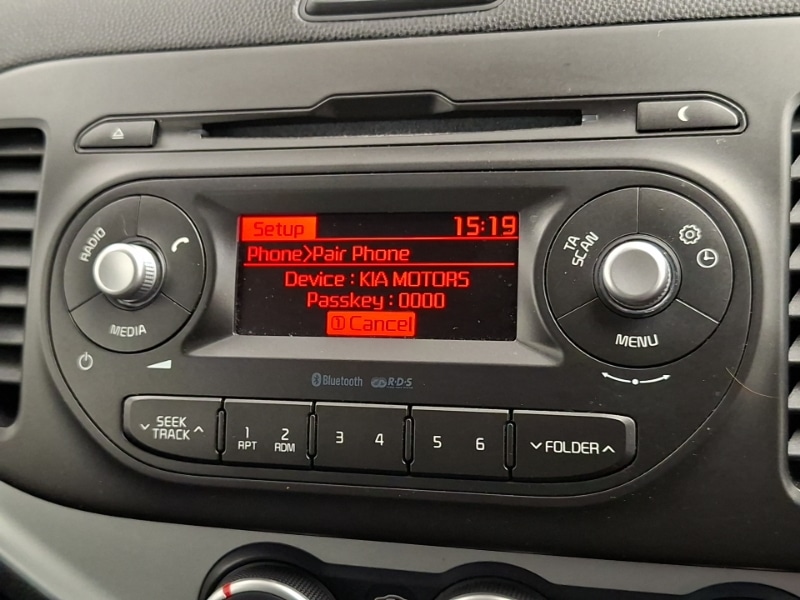 Setup 15:19
Phone>Pair Phone
Device : KIA MOTORS
Passkey : 0000
① Cancel
RADIO
MEDIA
TA
SCAN
MENU
Bluetooth R·D·S
SEEK
TRACK
1 2
RPT RDM
3 4
5 6
FOLDER